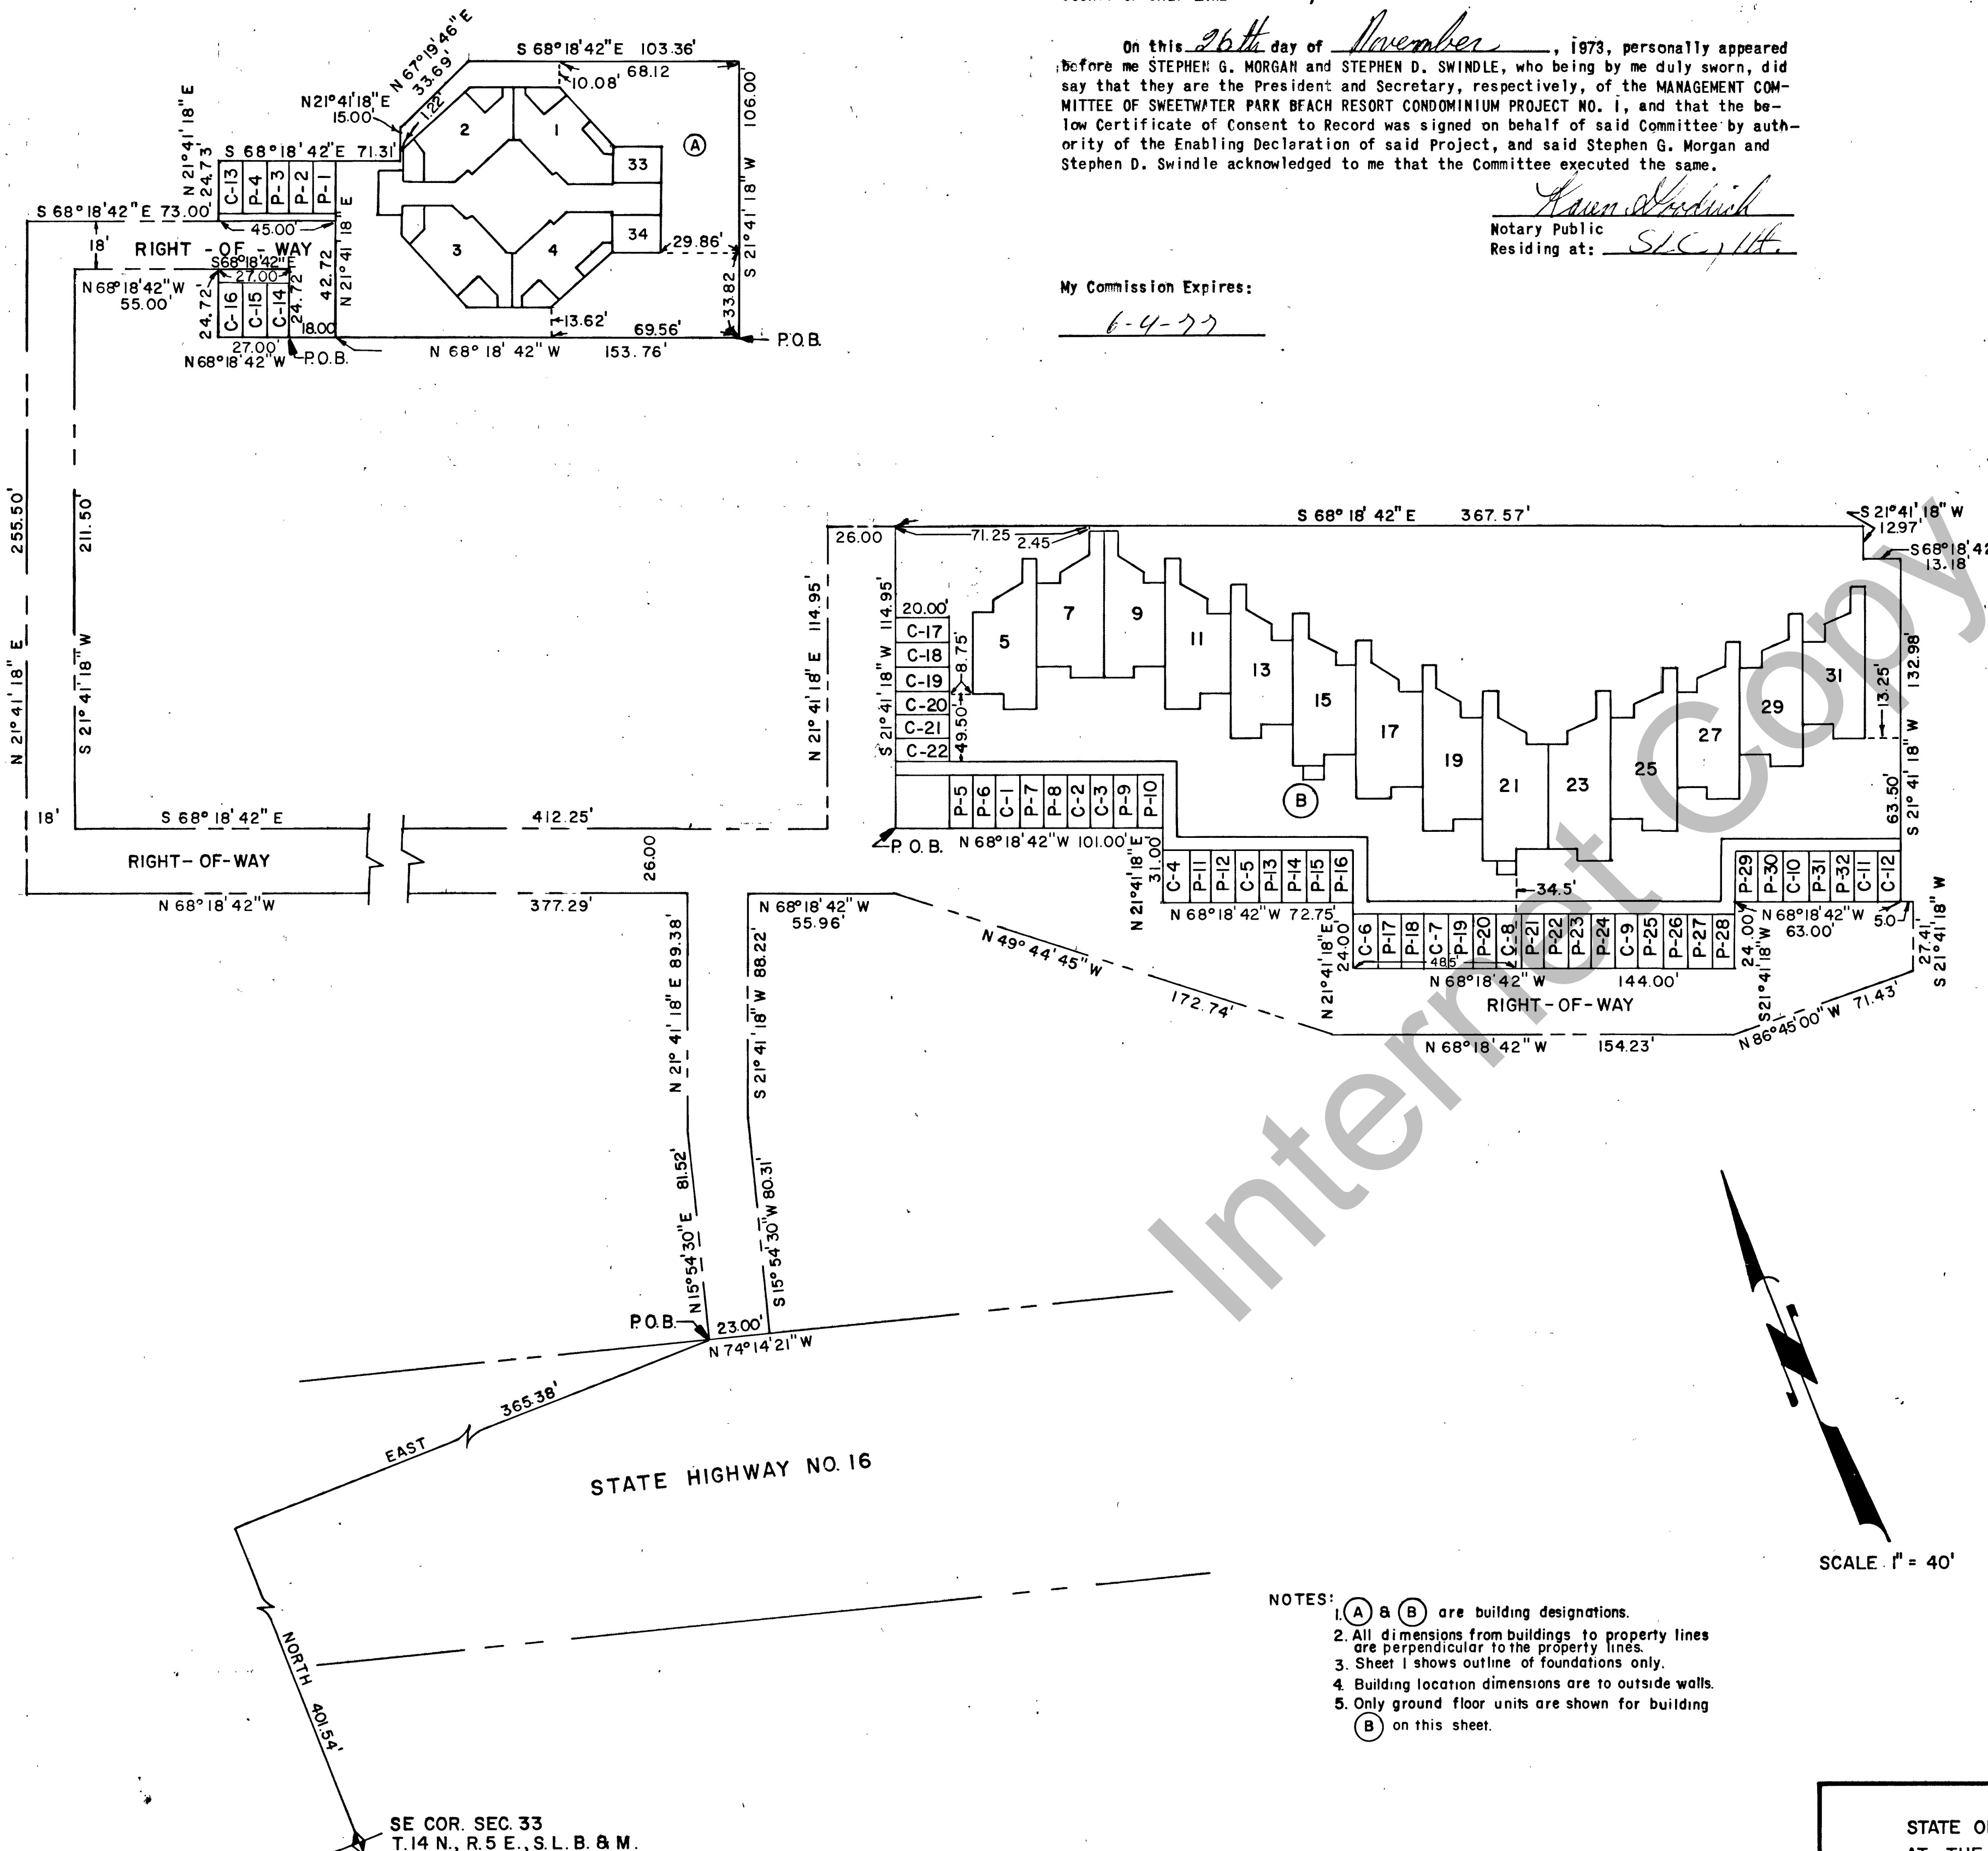 On this 26th day of November, 1973, personally appeared
before me STEPHEN G. MORGAN and STEPHEN D. SWINDLE, who being by me duly sworn, did
say that they are the President and Secretary, respectively, of the MANAGEMENT COM-
MITTEE OF SWEETWATER PARK BEACH RESORT CONDOMINIUM PROJECT NO. 1, and that the be-
low Certificate of Consent to Record was signed on behalf of said Committee by auth-
ority of the Enabling Declaration of said Project, and said Stephen G. Morgan and
Stephen D. Swindle acknowledged to me that the Committee executed the same.
Karen Goodrich
Notary Public
Residing at: SLC, Ut.
My Commission Expires:
6-4-77
N 67°19'46" E
33.69'
S 68°18'42"E 103.36'
68.12
10.08'
N21°41'18"E
15.00'
1.22'
106.00'
S 21°41'18" W
N 21°41'18" E
24.73'
S 68°18'42"E 71.31'
2
1
A
33
C-13
P-4
P-3
P-2
P-1
S 68°18'42" E 73.00'
45.00'
18'
RIGHT-OF-WAY
S68°18'42"E
27.00
N68°18'42"W
55.00'
42.72
N 21°41'18"E
3
4
34
29.86'
33.82
24.72'
C-16
C-15
C-14
24.72'
18.00
13.62'
69.56'
P.O.B.
27.00'
N68°18'42"W
P.O.B.
N 68°18'42"W
153.76'
255.50'
N 21°41'18" E
211.50'
S 21°41'18"W
S 68°18'42"E 367.57'
S 21°41'18" W
12.97'
S68°18'42
13.18'
26.00
71.25
2.45
N 21°41'18"E 114.95'
S 21°41'18" W 114.95'
20.00'
C-17
C-18
C-19
C-20
C-21
C-22
8.75'
49.50'
5
7
9
11
13
15
17
19
21
23
25
27
29
31
13.25'
132.98'
S 21°41'18" W
63.50'
B
P-5
P-6
C-1
P-7
P-8
C-2
C-3
P-9
P-10
18'
S 68°18'42"E
412.25'
P. O. B.
N 68°18'42"W 101.00'
N 21°41'18"E
31.00
RIGHT-OF-WAY
26.00
C-4
P-11
P-12
C-5
P-13
P-14
P-15
P-16
N 68°18'42"W 72.75'
34.5'
P-29
P-30
C-10
P-31
P-32
C-11
C-12
N 68°18'42"W
63.00'
5.0
27.41'
S 21°41'18" W
N 68°18'42"W
377.29'
N 68°18'42"W
55.96'
N 49°44'45"W
172.74'
N21°41'18"E
24.00'
C-6
P-17
P-18
C-7
P-19
P-20
C-8
P-21
P-22
P-23
P-24
C-9
P-25
P-26
P-27
P-28
48.5'
24.00'
S21°41'18"W
N 68°18'42"W
144.00'
RIGHT-OF-WAY
N 68°18'42"W
154.23'
N 86°45'00" W 71.43'
N 21°41'18"E 89.38'
S 21°41'18"W 88.22'
N15°54'30"E 81.52'
S15°54'30"W 80.31'
P.O.B.
23.00'
N 74°14'21"W
365.38'
EAST
STATE HIGHWAY NO. 16
NORTH 401.54'
SE COR. SEC. 33
T.14 N., R.5 E., S.L.B. & M.
SCALE 1" = 40'
NOTES:
1. A & B are building designations.
2. All dimensions from buildings to property lines
are perpendicular to the property lines.
3. Sheet 1 shows outline of foundations only.
4. Building location dimensions are to outside walls.
5. Only ground floor units are shown for building
B on this sheet.
Internet Copy